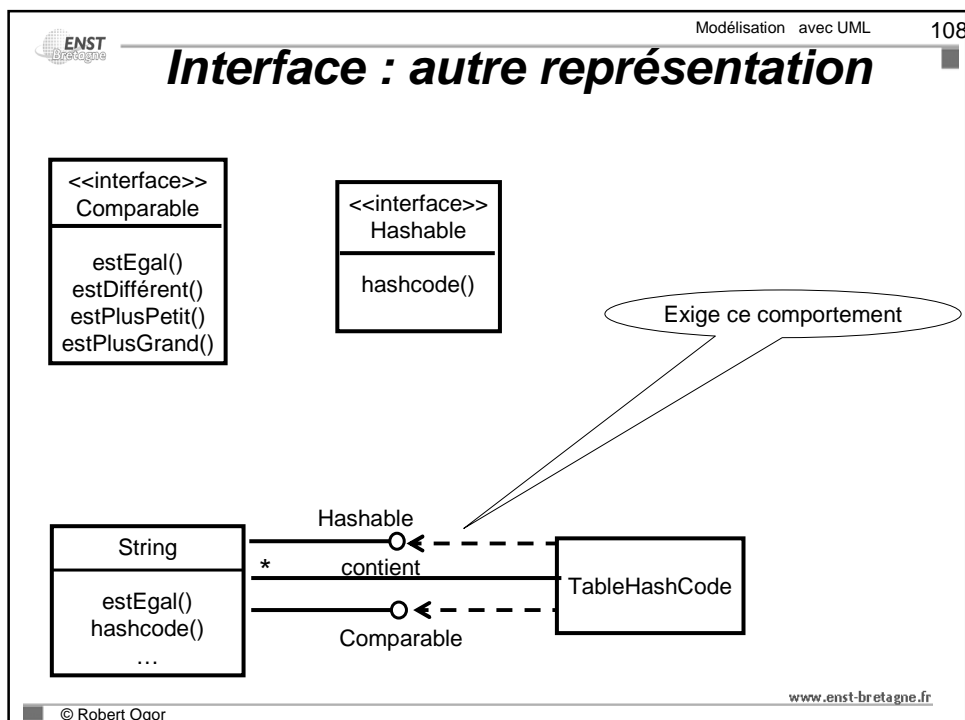 Modélisation avec UML
108
ENST
Bretagne
Interface : autre représentation
<<interface>>
Comparable
estEgal()
estDifférent()
estPlusPetit()
estPlusGrand()
<<interface>>
Hashable
hashcode()
Exige ce comportement
Hashable
String
*
contient
TableHashCode
estEgal()
hashcode()
…
Comparable
www.enst-bretagne.fr
© Robert Ogor